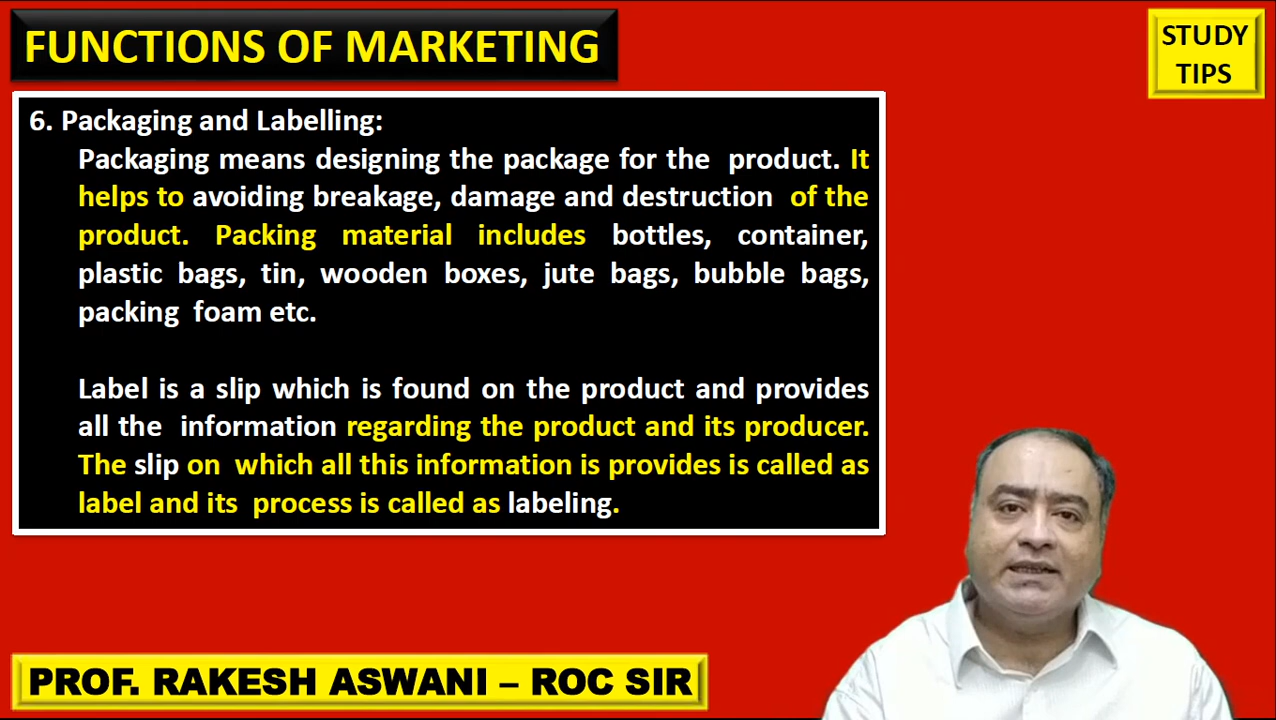 FUNCTIONS OF MARKETING
STUDY
TIPS
6. Packaging and Labelling:
Packaging means designing the package for the product. It
helps to avoiding breakage, damage and destruction of the
product. Packing material includes bottles, container,
plastic bags, tin, wooden boxes, jute bags, bubble bags,
packing foam etc.
Label is a slip which is found on the product and provides
all the information regarding the product and its producer.
The slip on which all this information is provides is called as
label and its process is called as labeling.
PROF. RAKESH ASWANI – ROC SIR